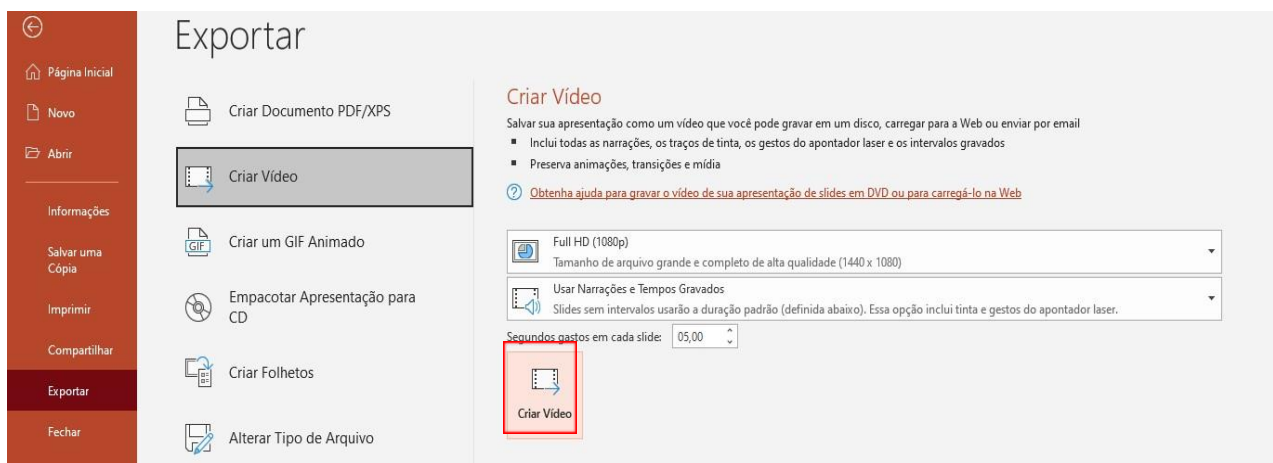 Exportar
Página Inicial
Novo
Abrir
Informações
Salvar uma
Cópia
Imprimir
Compartilhar
Exportar
Fechar
Criar Documento PDF/XPS
Criar Vídeo
GIF
Criar um GIF Animado
Empacotar Apresentação para
CD
Criar Folhetos
Alterar Tipo de Arquivo
Criar Vídeo
Salvar sua apresentação como um vídeo que você pode gravar em um disco, carregar para a Web ou enviar por email
Inclui todas as narrações, os traços de tinta, os gestos do apontador laser e os intervalos gravados
Preserva animações, transições e mídia
Obtenha ajuda para gravar o vídeo de sua apresentação de slides em DVD ou para carregá-lo na Web
Full HD (1080p)
Tamanho de arquivo grande e completo de alta qualidade (1440 x 1080)
Usar Narrações e Tempos Gravados
Slides sem intervalos usarão a duração padrão (definida abaixo). Essa opção inclui tinta e gestos do apontador laser.
Segundos gastos em cada slide: 05,00
Criar Vídeo